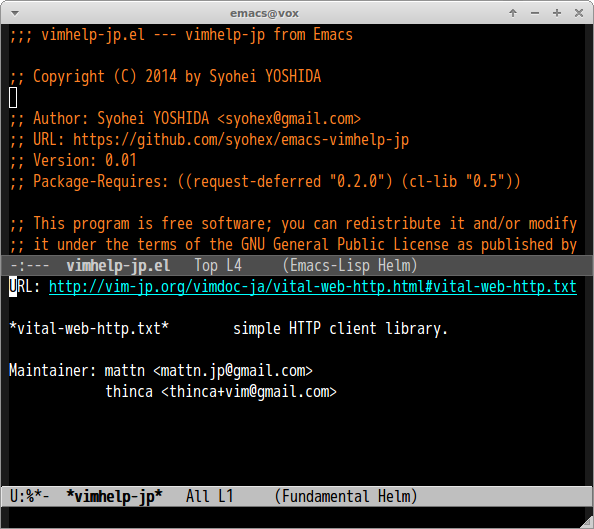 emacs@vox
;;; vimhelp-jp.el --- vimhelp-jp from Emacs
;; Copyright (C) 2014 by Syohei YOSHIDA
;; Author: Syohei YOSHIDA <syohex@gmail.com>
;; URL: https://github.com/syohex/emacs-vimhelp-jp
;; Version: 0.01
;; Package-Requires: ((request-deferred "0.2.0") (cl-lib "0.5"))
;; This program is free software; you can redistribute it and/or modify
;; it under the terms of the GNU General Public License as published by
-:--- vimhelp-jp.el Top L4 (Emacs-Lisp Helm)
URL: http://vim-jp.org/vimdoc-ja/vital-web-http.html#vital-web-http.txt
*vital-web-http.txt* simple HTTP client library.
Maintainer: mattn <mattn.jp@gmail.com>
thinca <thinca+vim@gmail.com>
U:%*- *vimhelp-jp* All L1 (Fundamental Helm)